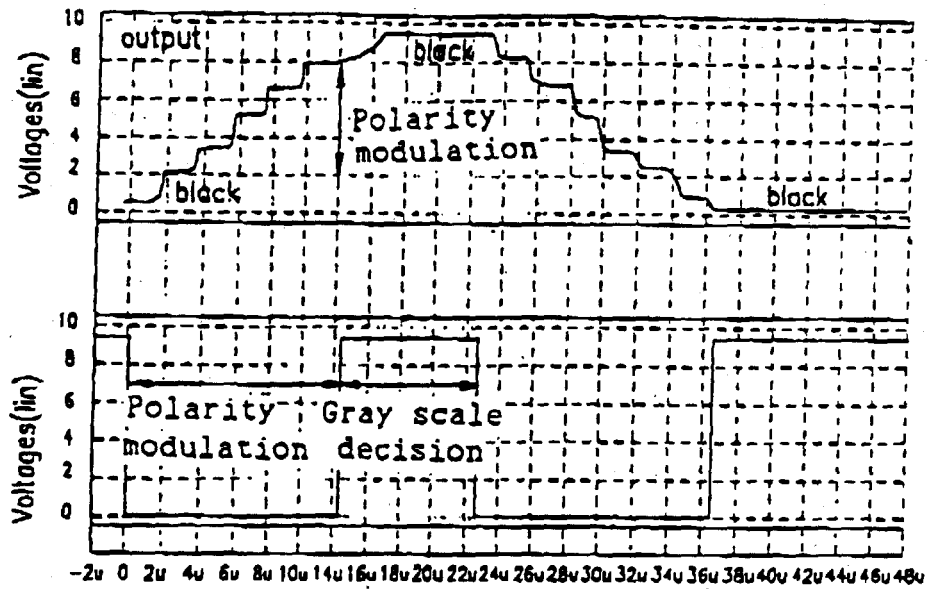 10
output
8
black
6
Polarity
4
modulation
2
black
black
0
Voltages(lin)
10
8
6
Polarity Gray scale
4
modulation decision
2
0
Voltages(lin)
-2u 0 2u 4u 6u 8u 10u 12u 14u 16u 18u 20u 22u 24u 26u 28u 30u 32u 34u 36u 38u 40u 42u 44u 46u 48u